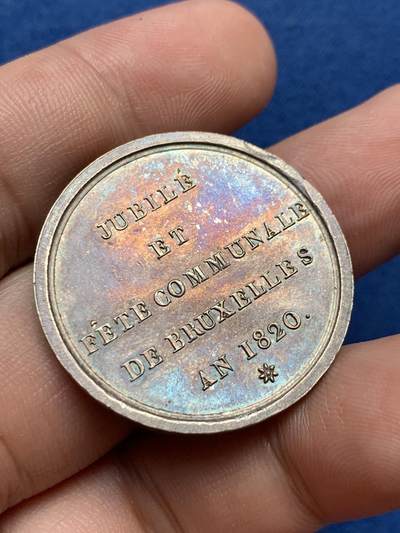 JUBILÉ
ET
FÊTE COMMUNALE
DE BRUXELLES
AN 1820.